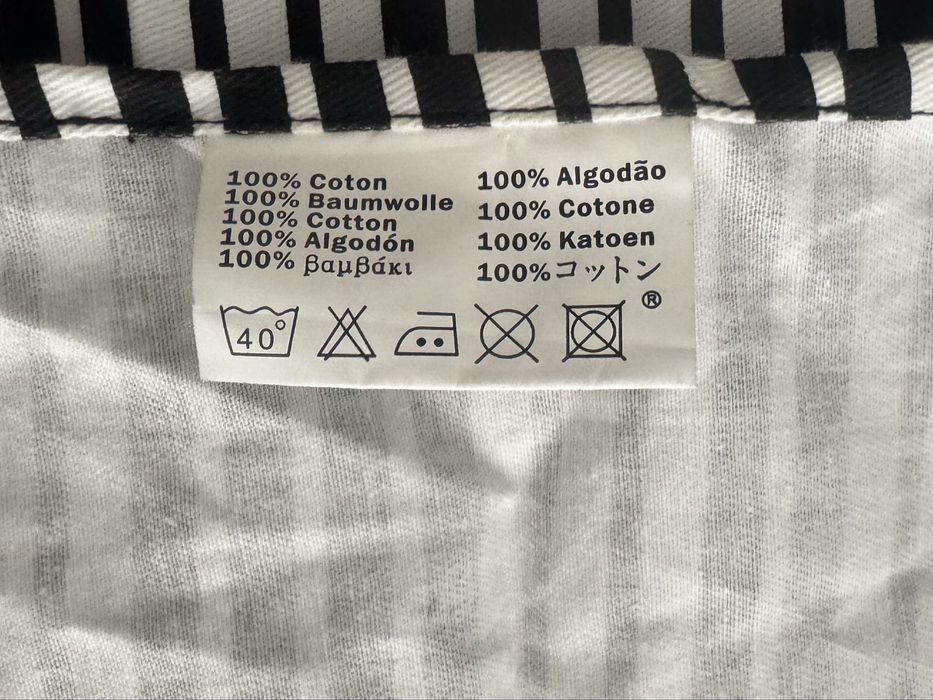 100% Coton
100% Baumwolle
100% Cotton
100% Algodón
100% βαμβάκι
100% Algodão
100% Cotone
100% Katoen
100% コットン
®
40°